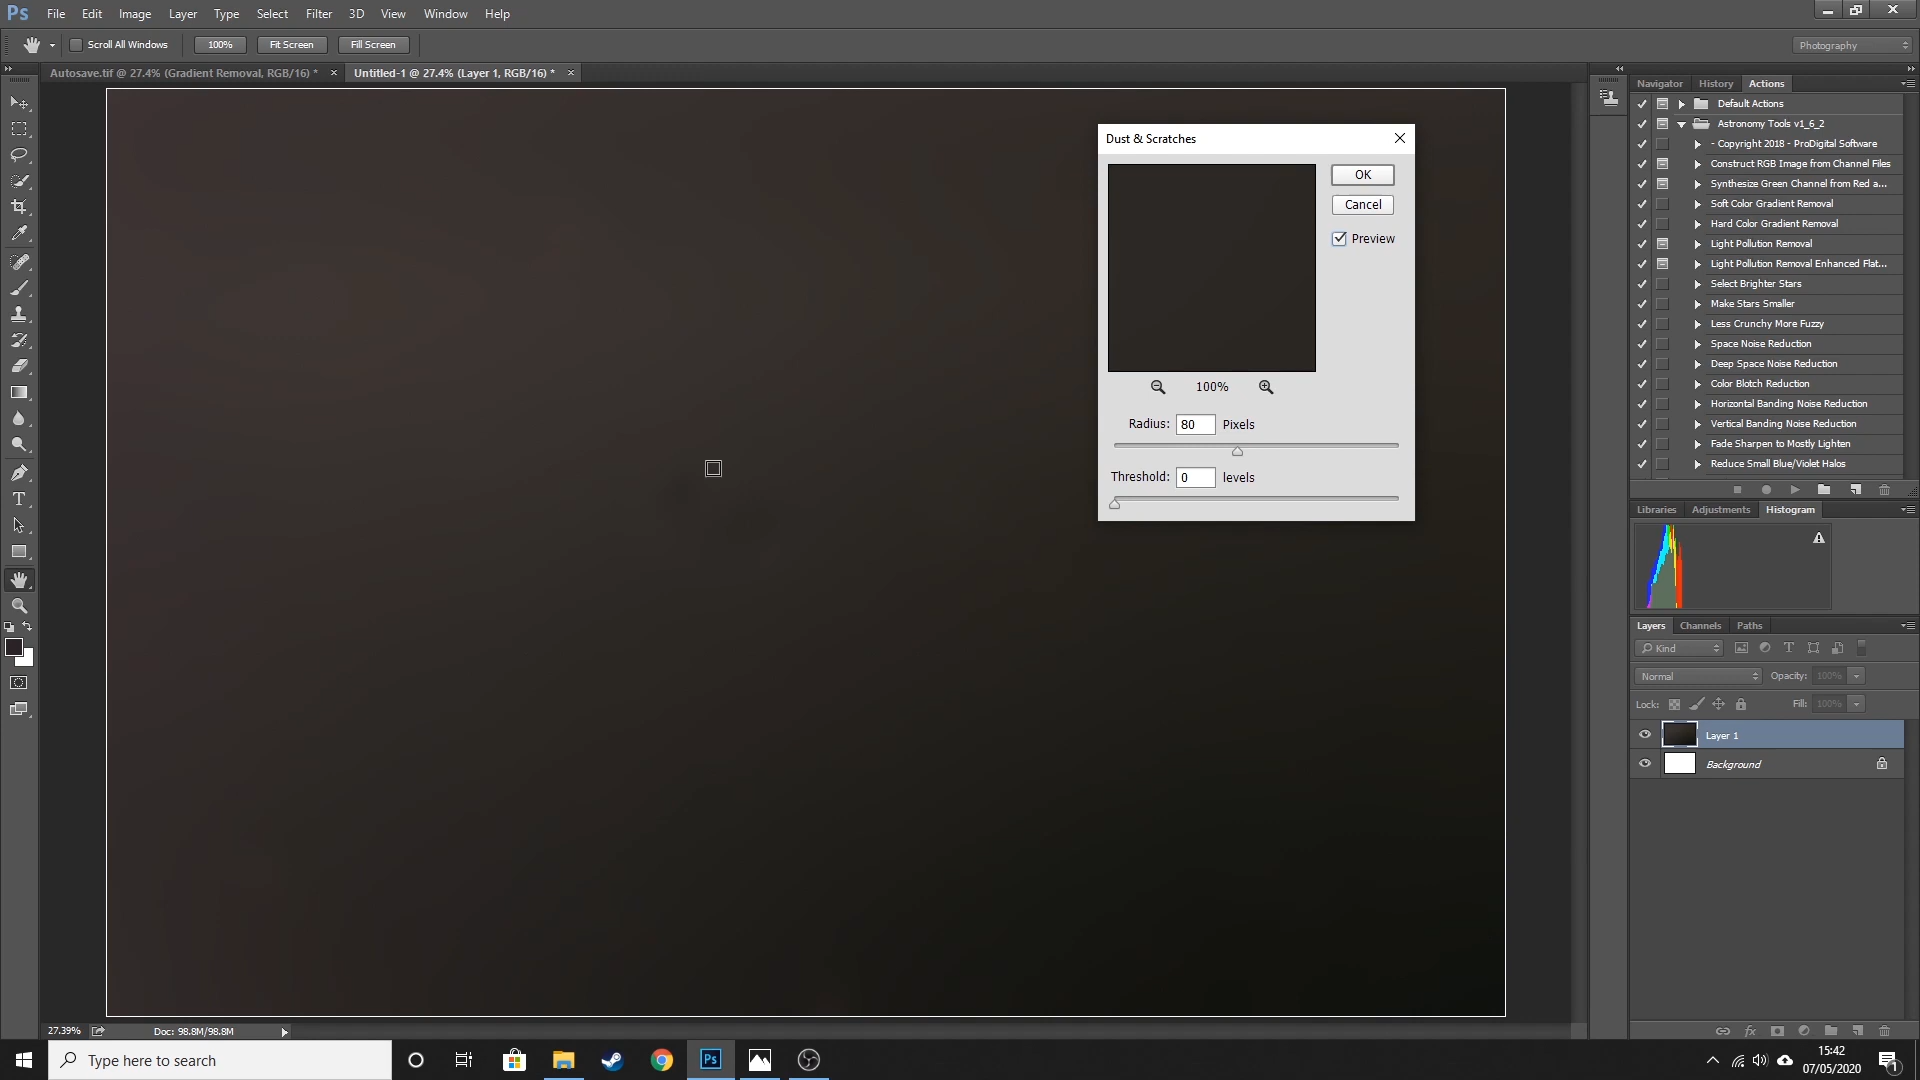 Ps File Edit Image Layer Type Select Filter 3D View Window Help
Scroll All Windows 100% Fit Screen Fill Screen Photography
Autosave.tif @ 27.4% (Gradient Removal, RGB/16) * Untitled-1 @ 27.4% (Layer 1, RGB/16) *
Dust & Scratches
OK
Cancel
Preview
100%
Radius: 80 Pixels
Threshold: 0 levels
Navigator History Actions
Default Actions
Astronomy Tools v1_6_2
- Copyright 2018 - ProDigital Software
Construct RGB Image from Channel Files
Synthesize Green Channel from Red a...
Soft Color Gradient Removal
Hard Color Gradient Removal
Light Pollution Removal
Light Pollution Removal Enhanced Flat...
Select Brighter Stars
Make Stars Smaller
Less Crunchy More Fuzzy
Space Noise Reduction
Deep Space Noise Reduction
Color Blotch Reduction
Horizontal Banding Noise Reduction
Vertical Banding Noise Reduction
Fade Sharpen to Mostly Lighten
Reduce Small Blue/Violet Halos
Libraries Adjustments Histogram
Layers Channels Paths
Kind
Normal Opacity: 100%
Lock: Fill: 100%
Layer 1
Background
27.39% Doc: 98.8M/98.8M
Type here to search
Ps
15:42
07/05/2020
1